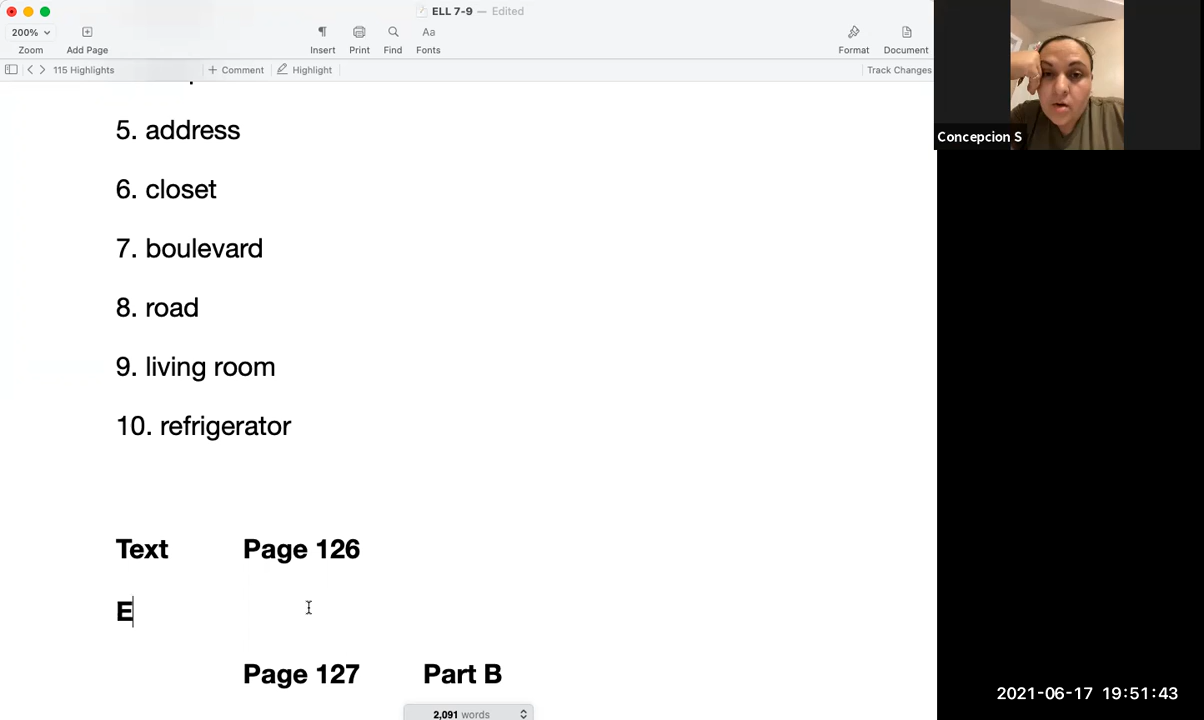 ELL 7-9 — Edited
200%
Zoom
Add Page
Insert
Print
Find
Aa
Fonts
Format
Document
115 Highlights
Comment
Highlight
Track Changes
Concepcion S
5. address
6. closet
7. boulevard
8. road
9. living room
10. refrigerator
Text Page 126
E
Page 127 Part B
2,091 words
2021-06-17 19:51:43